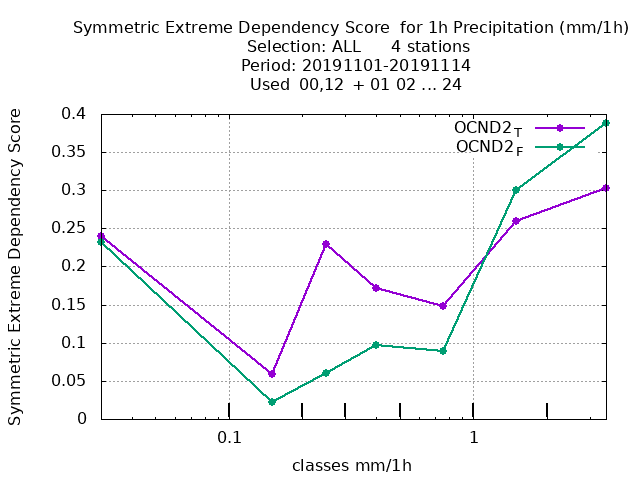 Symmetric Extreme Dependency Score  for 1h Precipitation (mm/1h)
Selection: ALL      4 stations
Period: 20191101-20191114
Used  00,12  + 01 02 ... 24
Symmetric Extreme Dependency Score
0.4
0.35
0.3
0.25
0.2
0.15
0.1
0.05
0
OCND2_T
OCND2_F
0.1 1
classes mm/1h